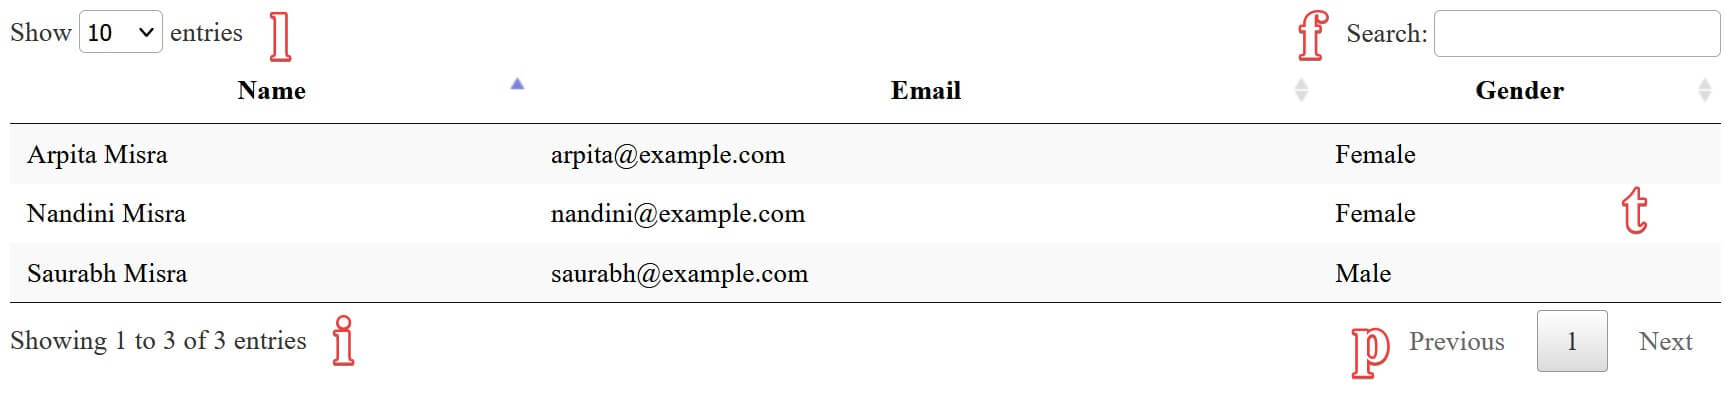 Show 10 entries l f Search:
Name Email Gender
Arpita Misra arpita@example.com Female
Nandini Misra nandini@example.com Female t
Saurabh Misra saurabh@example.com Male
Showing 1 to 3 of 3 entries i p Previous 1 Next